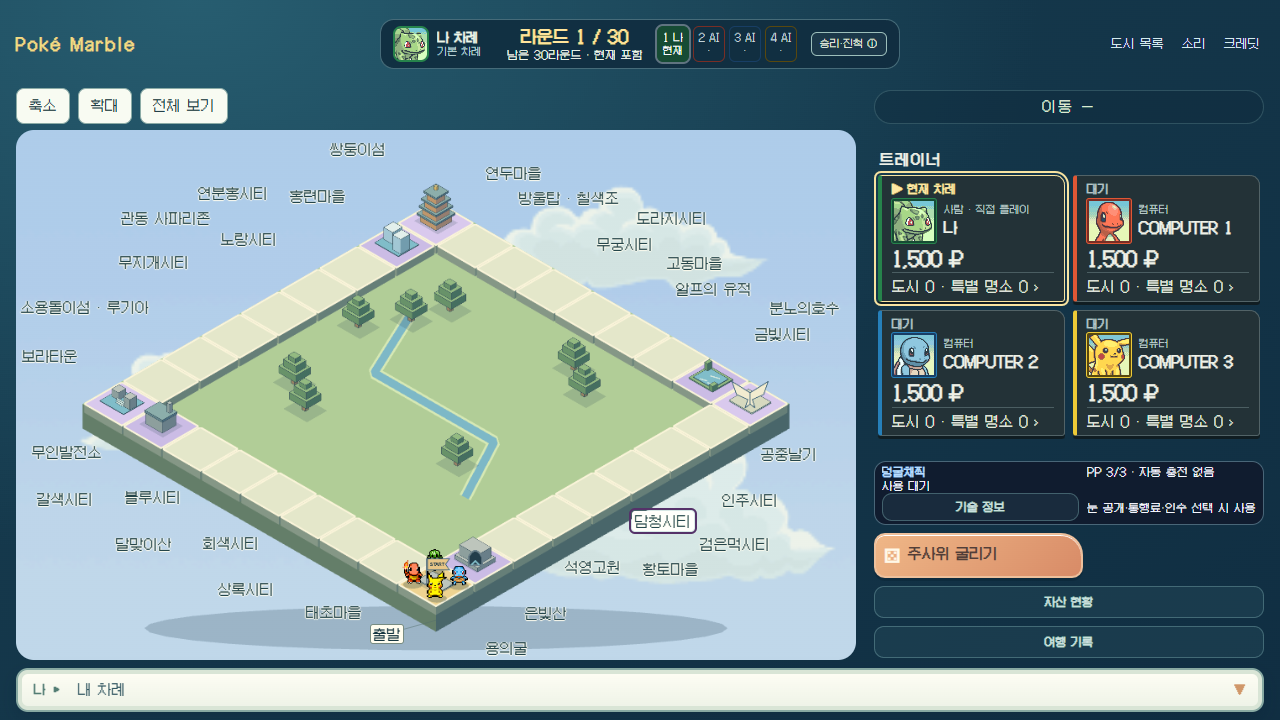 Poké Marble
나 차례
기본 차례
라운드 1 / 30
남은 30라운드 · 현재 포함
1 나
현재
2 AI
·
3 AI
·
4 AI
·
승리·진척 ⓘ
도시 목록
소리
크레딧
축소
확대
전체 보기
이동 —
쌍둥이섬
연두마을
연분홍시티
홍련마을
방울탑 · 칠색조
관동 사파리존
도라지시티
노랑시티
무궁시티
무지개시티
고동마을
알프의 유적
소용돌이섬 · 루기아
분노의호수
금빛시티
보라타운
무인발전소
공중날기
갈색시티
블루시티
인주시티
담청시티
달맞이산
회색시티
검은먹시티
석영고원
황토마을
상록시티
태초마을
은빛산
출발
용의굴
START
트레이너
▶ 현재 차례
사람 · 직접 플레이
나
1,500 ₽
도시 0 · 특별 명소 0 ›
대기
컴퓨터
COMPUTER 1
1,500 ₽
도시 0 · 특별 명소 0 ›
대기
컴퓨터
COMPUTER 2
1,500 ₽
도시 0 · 특별 명소 0 ›
대기
컴퓨터
COMPUTER 3
1,500 ₽
도시 0 · 특별 명소 0 ›
덩굴채찍
사용 대기
PP 3/3 · 자동 충전 없음
기술 정보
눈 공개·통행료·인수 선택 시 사용
주사위 굴리기
자산 현황
여행 기록
나 ▸ 내 차례
▼